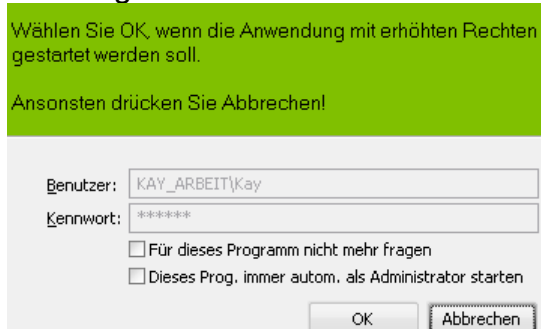 Wählen Sie OK, wenn die Anwendung mit erhöhten Rechten
gestartet werden soll.
Ansonsten drücken Sie Abbrechen!
Benutzer: KAY_ARBEIT\Kay
Kennwort: ******
Für dieses Programm nicht mehr fragen
Dieses Prog. immer autom. als Administrator starten
OK Abbrechen